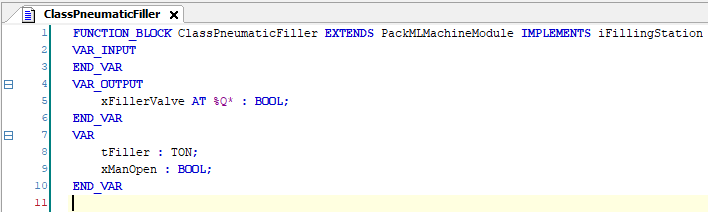 ClassPneumaticFiller
1 FUNCTION_BLOCK ClassPneumaticFiller EXTENDS PackMLMachineModule IMPLEMENTS iFillingStation
2 VAR_INPUT
3 END_VAR
4 VAR_OUTPUT
5 xFillerValve AT %Q* : BOOL;
6 END_VAR
7 VAR
8 tFiller : TON;
9 xManOpen : BOOL;
10 END_VAR
11